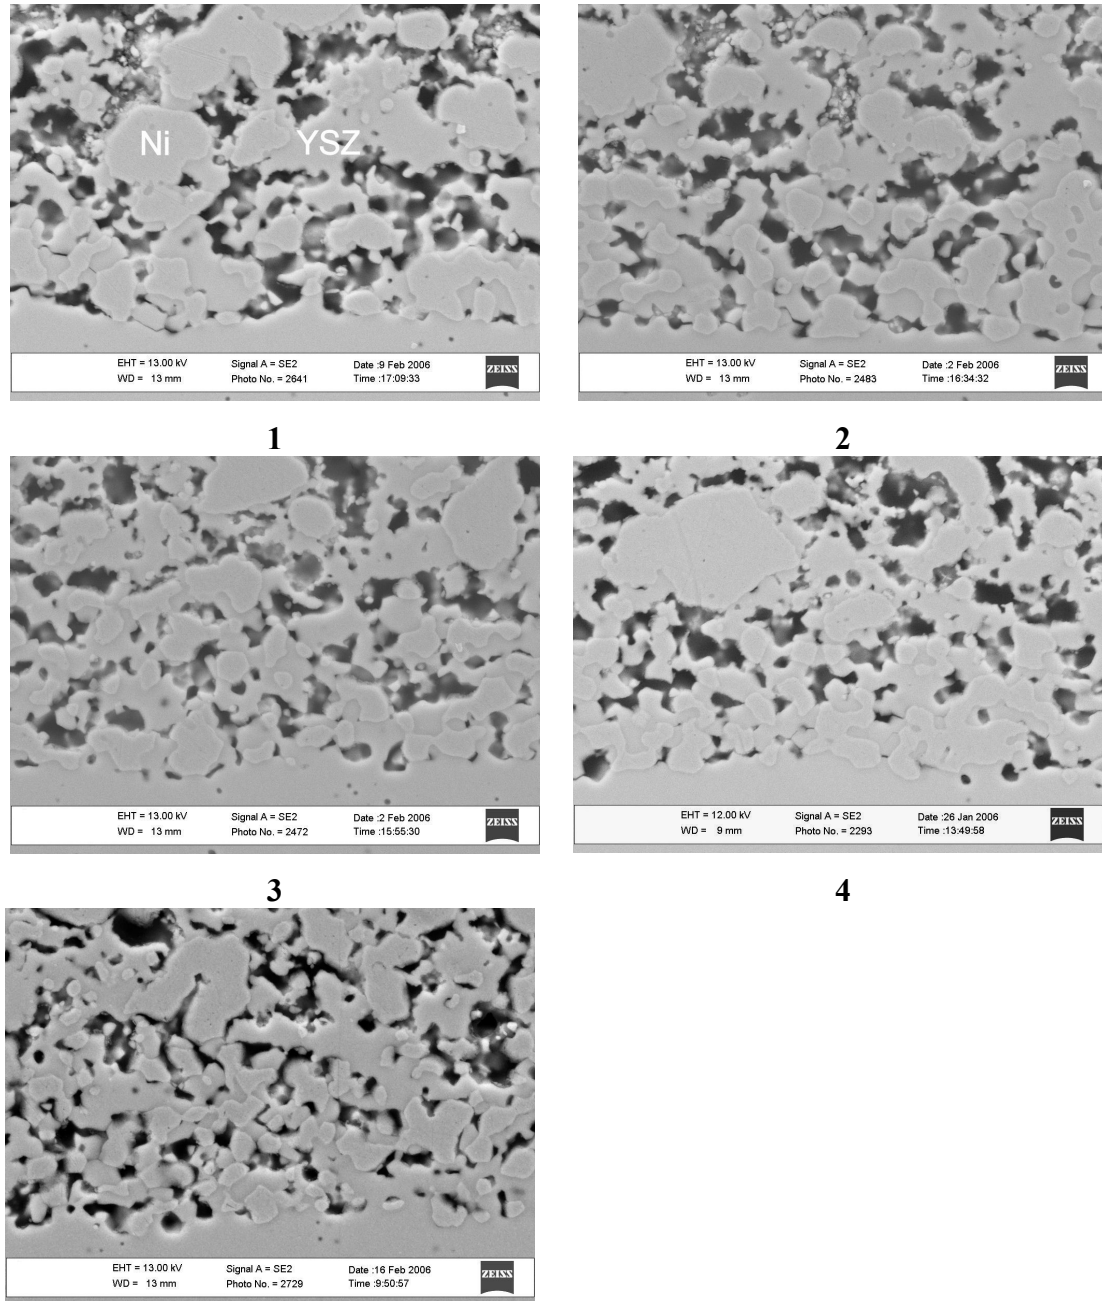 Ni YSZ
EHT = 13.00 kV Signal A = SE2 Date :9 Feb 2006 ZEISS
WD = 13 mm Photo No. = 2641 Time :17:09:33
EHT = 13.00 kV Signal A = SE2 Date :2 Feb 2006 ZEISS
WD = 13 mm Photo No. = 2483 Time :16:34:32
1 2
EHT = 13.00 kV Signal A = SE2 Date :2 Feb 2006 ZEISS
WD = 13 mm Photo No. = 2472 Time :15:55:30
EHT = 12.00 kV Signal A = SE2 Date :26 Jan 2006 ZEISS
WD = 9 mm Photo No. = 2293 Time :13:49:58
3 4
EHT = 13.00 kV Signal A = SE2 Date :16 Feb 2006 ZEISS
WD = 13 mm Photo No. = 2729 Time :9:50:57